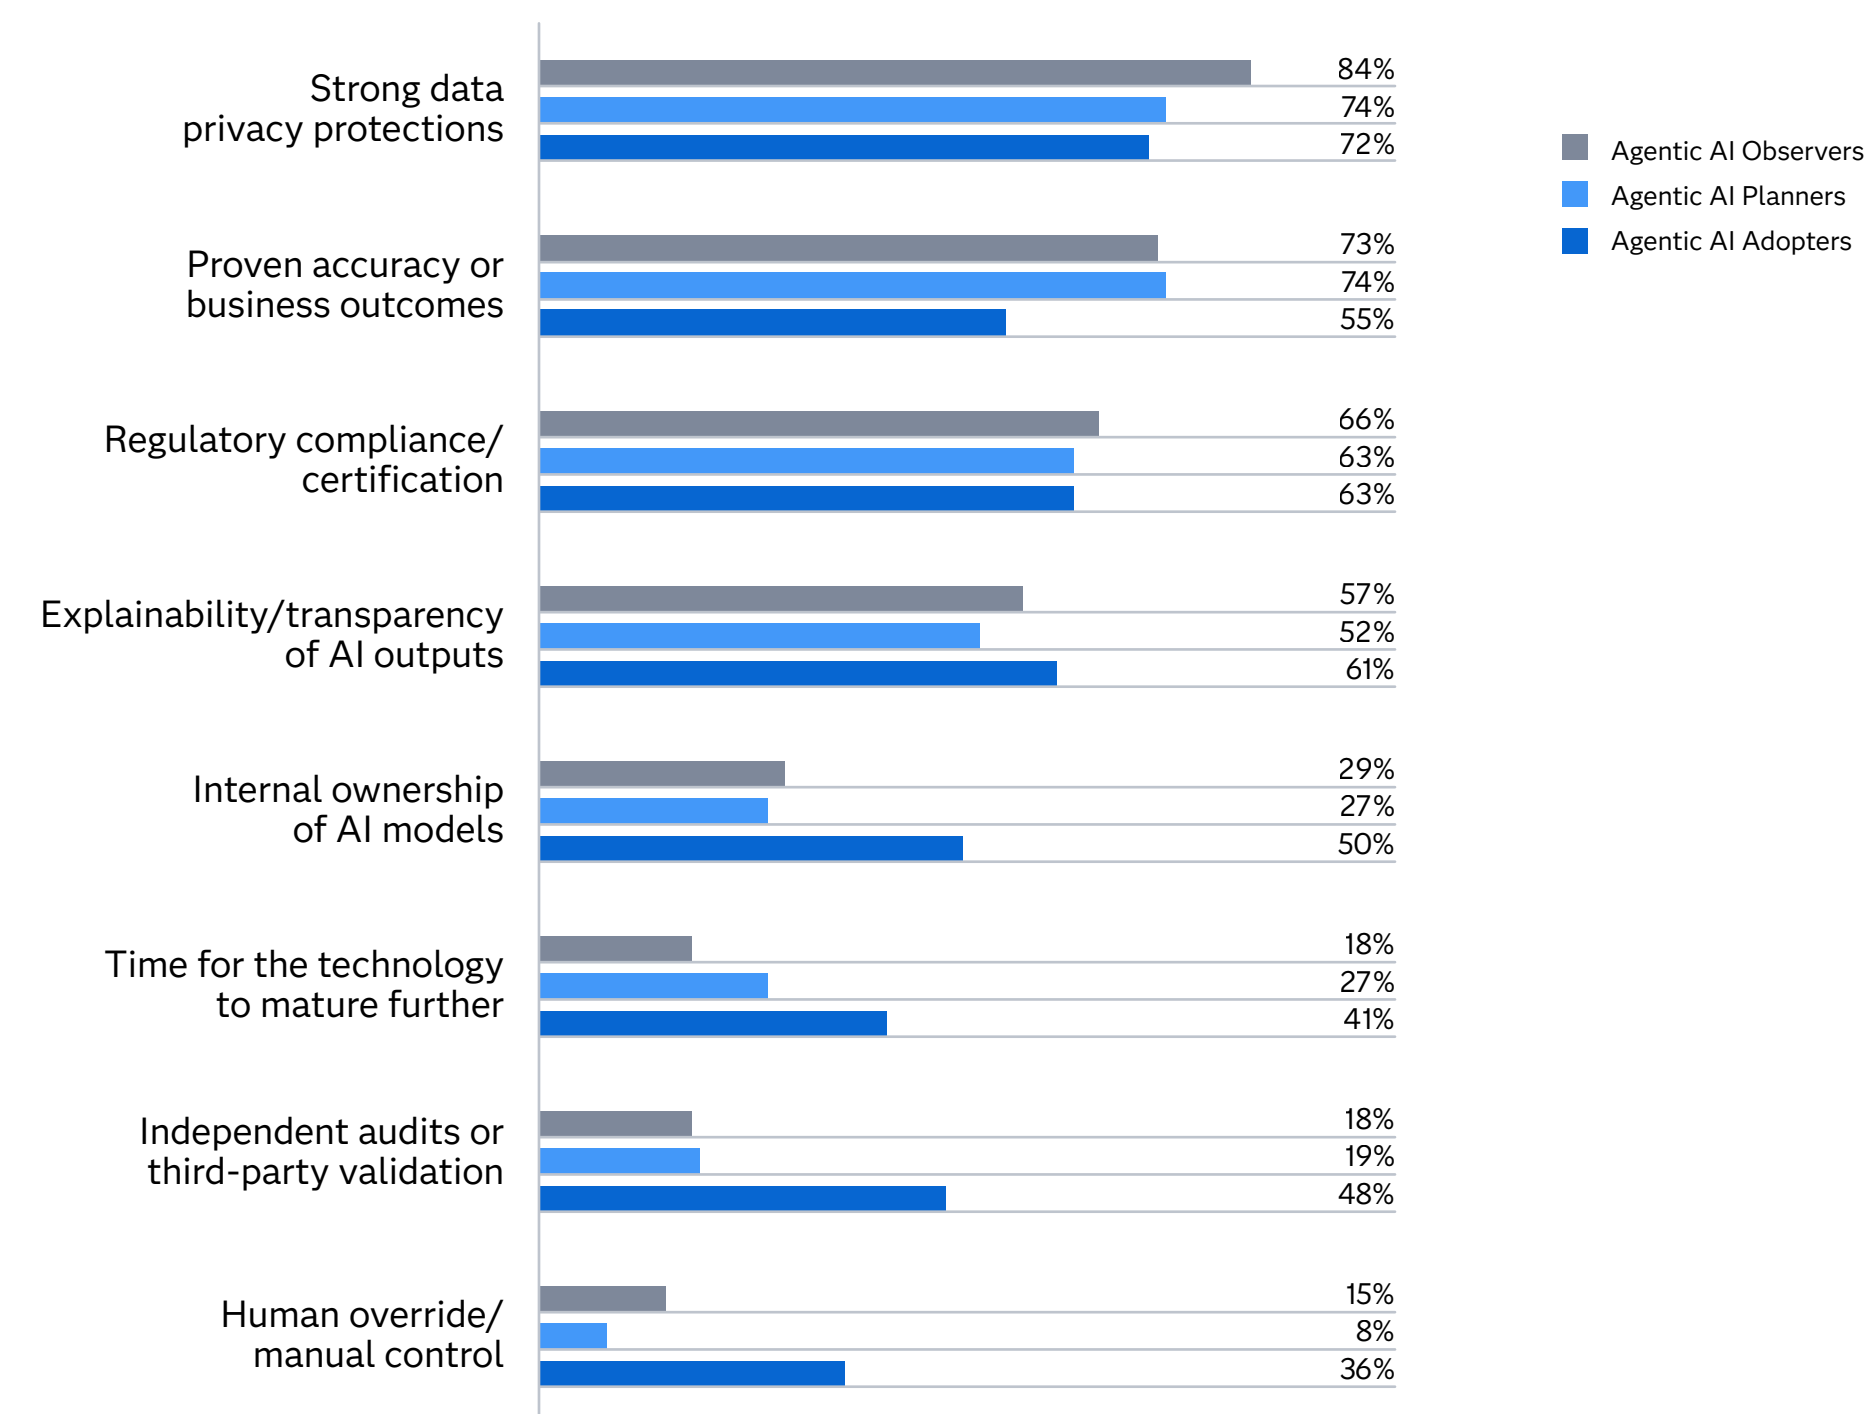 Strong data
privacy protections
84%
74%
72%
Agentic AI Observers
Agentic AI Planners
Agentic AI Adopters
Proven accuracy or
business outcomes
73%
74%
55%
Regulatory compliance/
certification
66%
63%
63%
Explainability/transparency
of AI outputs
57%
52%
61%
Internal ownership
of AI models
29%
27%
50%
Time for the technology
to mature further
18%
27%
41%
Independent audits or
third-party validation
18%
19%
48%
Human override/
manual control
15%
8%
36%